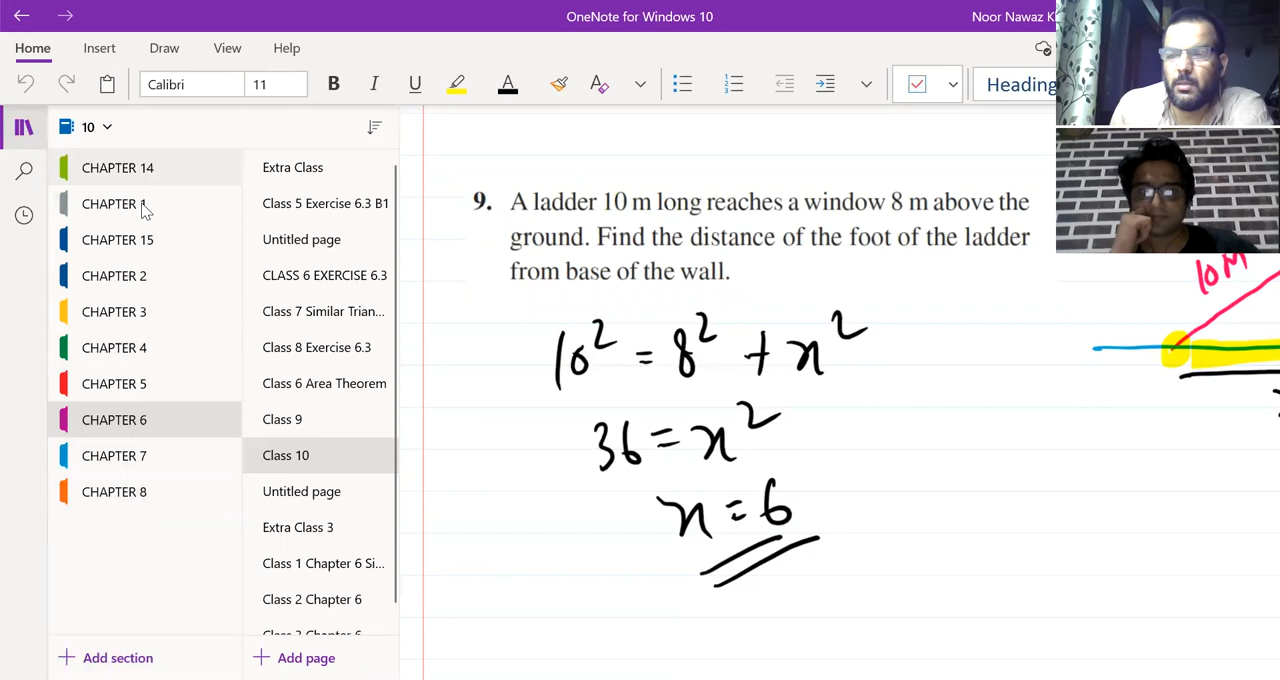 OneNote for Windows 10
Noor Nawaz K
Home Insert Draw View Help
Calibri 11 B I U A A Heading
10
CHAPTER 14
CHAPTER
CHAPTER 15
CHAPTER 2
CHAPTER 3
CHAPTER 4
CHAPTER 5
CHAPTER 6
CHAPTER 7
CHAPTER 8
Add section
Extra Class
Class 5 Exercise 6.3 B1
Untitled page
CLASS 6 EXERCISE 6.3
Class 7 Similar Trian...
Class 8 Exercise 6.3
Class 6 Area Theorem
Class 9
Class 10
Untitled page
Extra Class 3
Class 1 Chapter 6 Si...
Class 2 Chapter 6
Add page
9. A ladder 10 m long reaches a window 8 m above the
ground. Find the distance of the foot of the ladder
from base of the wall.
10² = 8² + x²
36 = x²
x = 6
10M